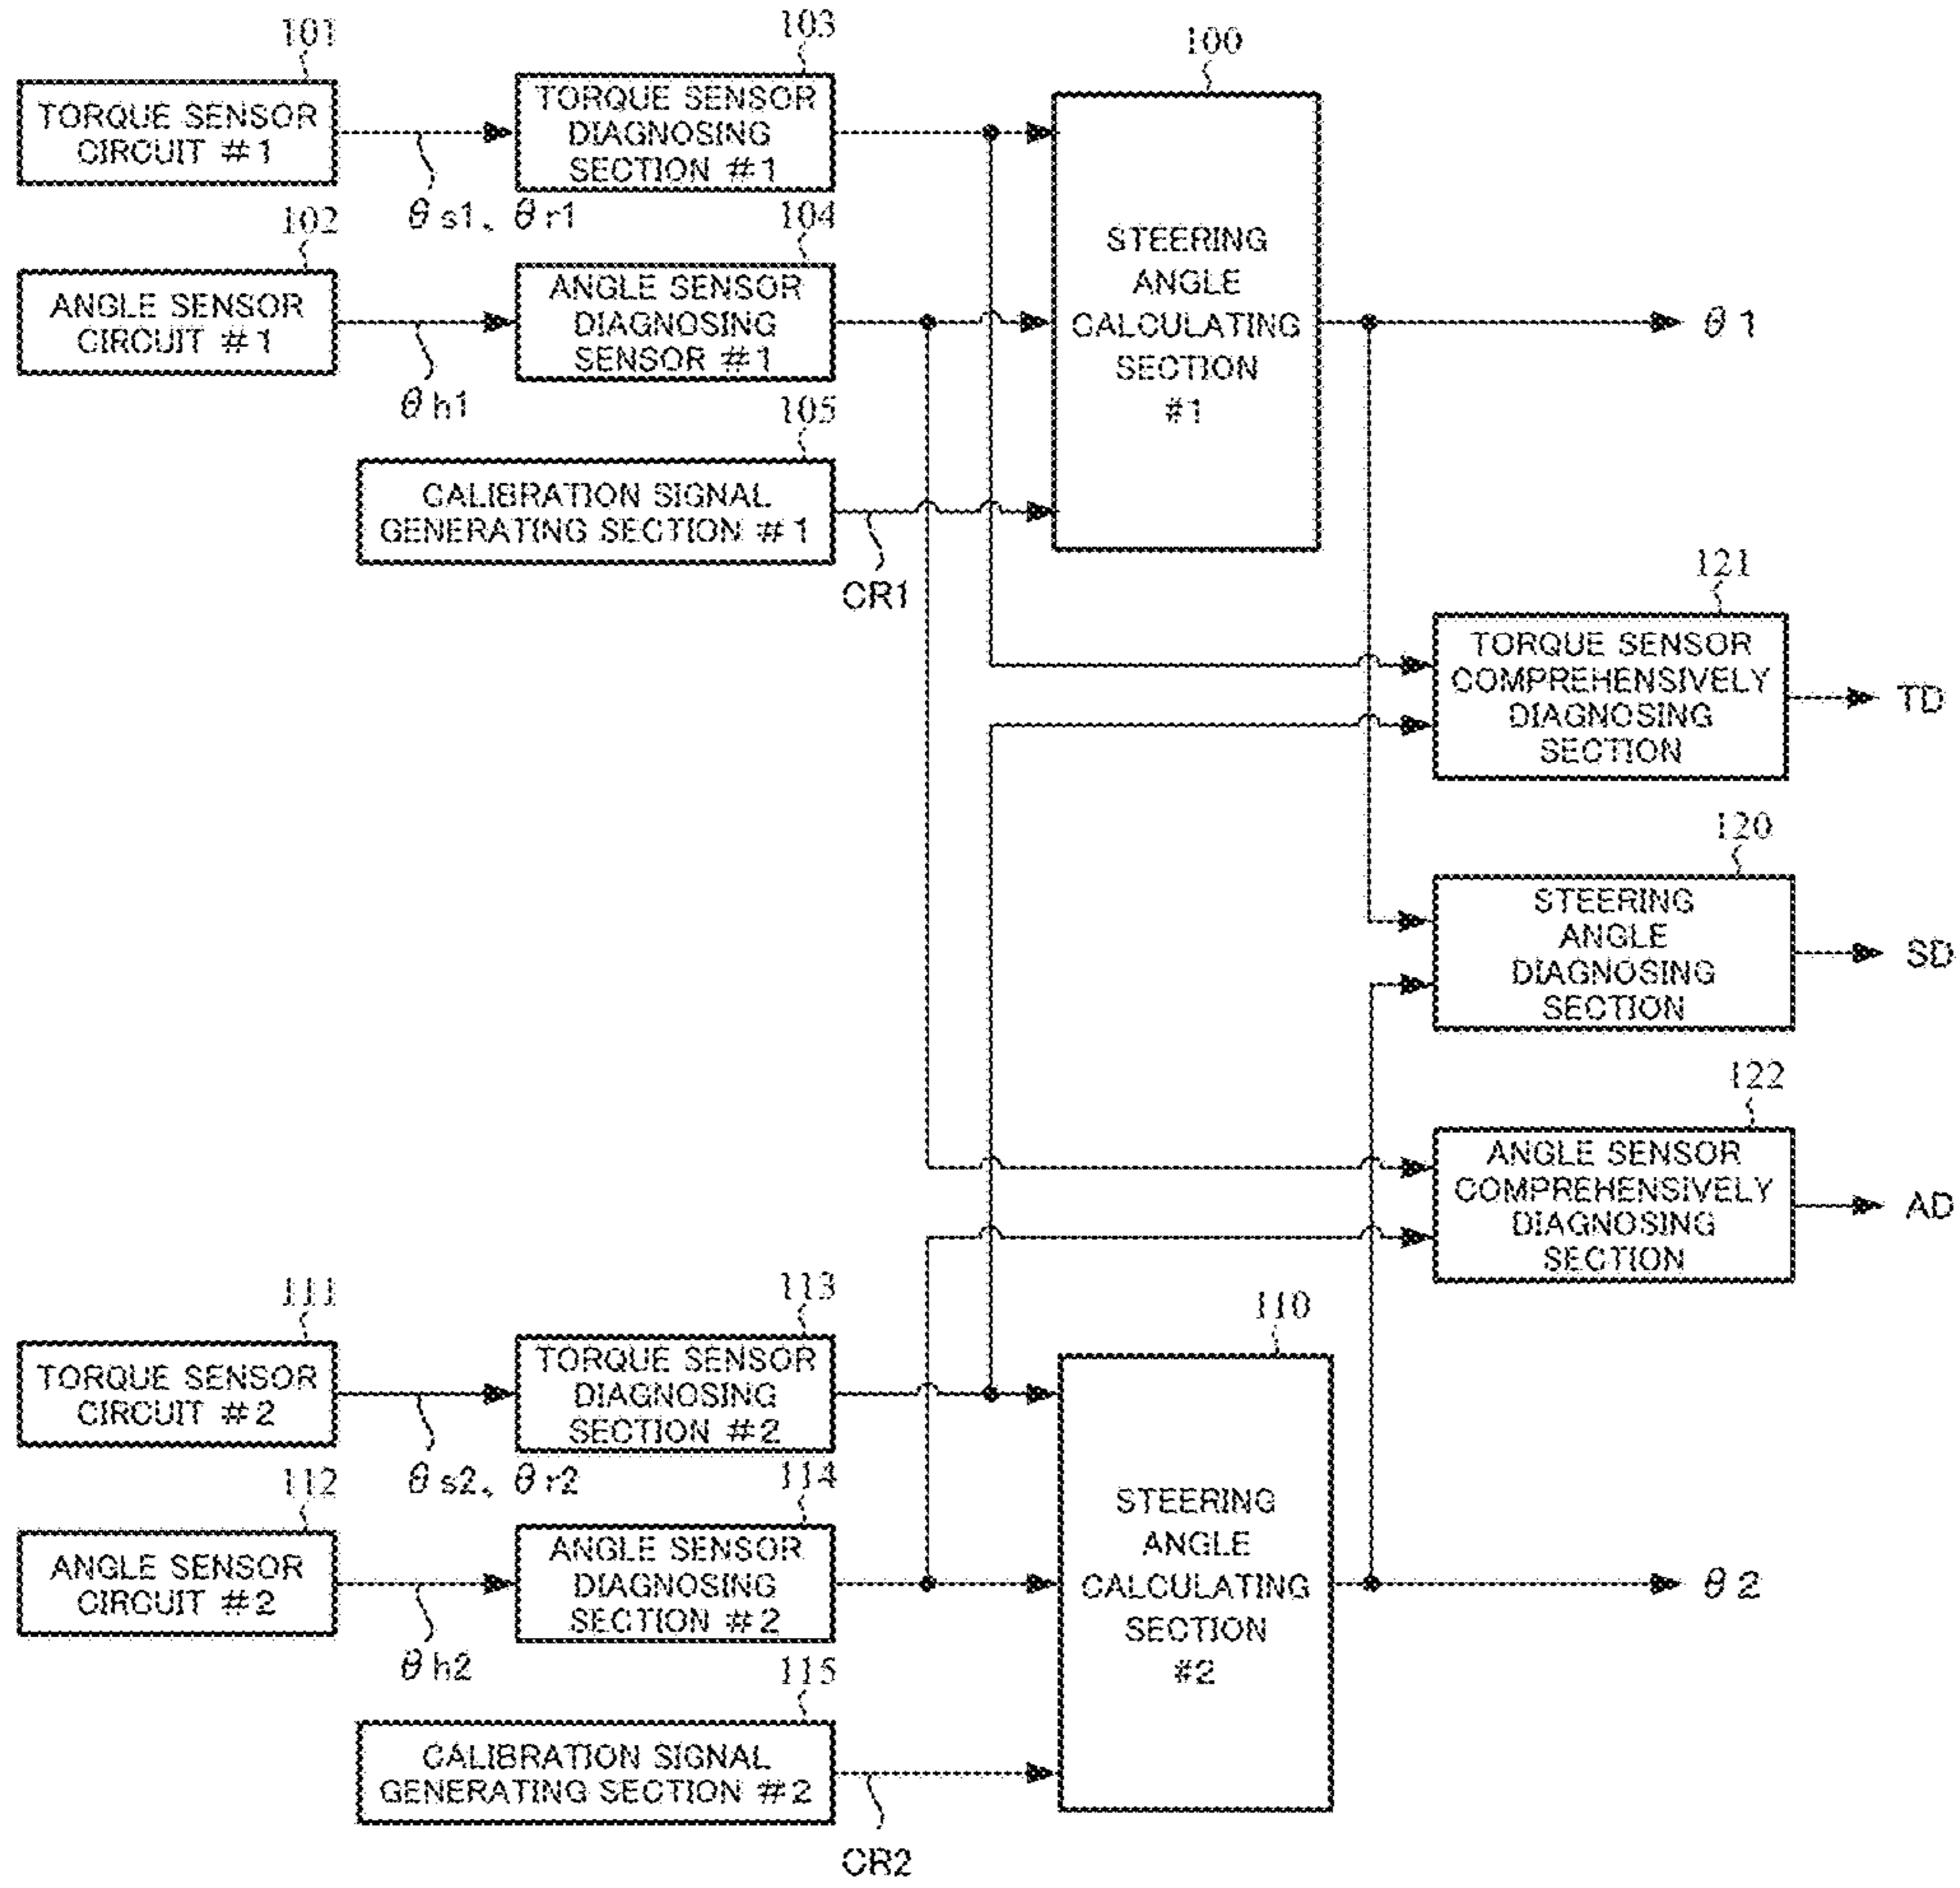 101
TORQUE SENSOR
CIRCUIT #1
103
TORQUE SENSOR
DIAGNOSING
SECTION #1
θs1、θr1
100
STEERING
ANGLE
CALCULATING
SECTION
#1
102
ANGLE SENSOR
CIRCUIT #1
104
ANGLE SENSOR
DIAGNOSING
SENSOR #1
θh1
θ1
105
CALIBRATION SIGNAL
GENERATING SECTION #1
CR1
121
TORQUE SENSOR
COMPREHENSIVELY
DIAGNOSING
SECTION
TD
120
STEERING
ANGLE
DIAGNOSING
SECTION
SD
122
ANGLE SENSOR
COMPREHENSIVELY
DIAGNOSING
SECTION
AD
111
TORQUE SENSOR
CIRCUIT #2
113
TORQUE SENSOR
DIAGNOSING
SECTION #2
θs2、θr2
110
STEERING
ANGLE
CALCULATING
SECTION
#2
112
ANGLE SENSOR
CIRCUIT #2
114
ANGLE SENSOR
DIAGNOSING
SECTION #2
θh2
θ2
115
CALIBRATION SIGNAL
GENERATING SECTION #2
CR2